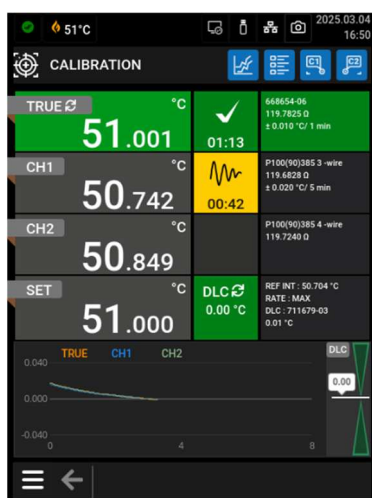 51°C
2025.03.04
16:50
CALIBRATION
C1
C2
TRUE
°C
51.001
01:13
668654-06
119.7825 Ω
± 0.010 °C/ 1 min
CH1
°C
50.742
00:42
P100(90)385 3 -wire
119.6828 Ω
± 0.020 °C/ 5 min
CH2
°C
50.849
P100(90)385 4 -wire
119.7240 Ω
SET
°C
51.000
DLC
0.00 °C
REF INT : 50.704 °C
RATE : MAX
DLC : 711679-03
0.01 °C
TRUE CH1 CH2
DLC
0.040
0.00
0.000
-0.040
0 4 8